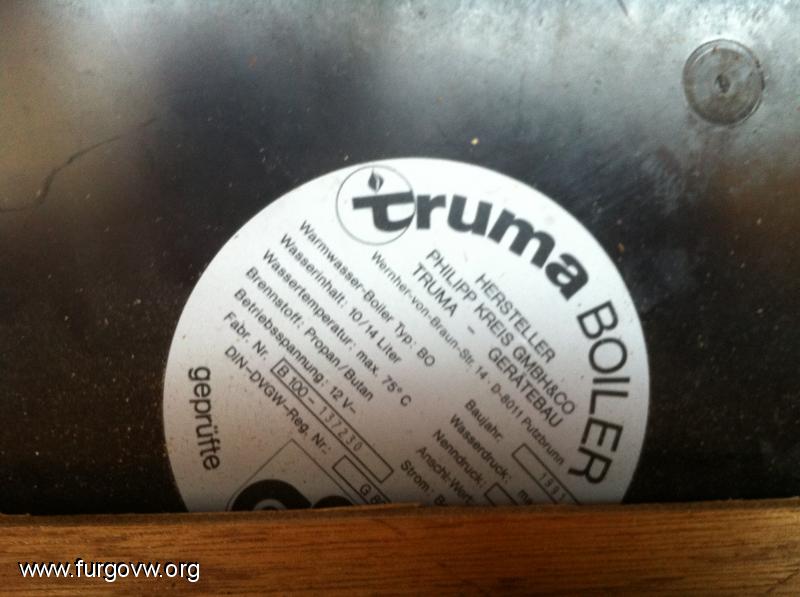 truma BOILER
HERSTELLER
PHILIPP KREIS GMBH&CO
TRUMA – GERÄTEBAU
Wernher-von-Braun-Str. 14 · D-8011 Putzbrunn
Warmwasser-Boiler Typ: BO
Wasserinhalt: 10/14 Liter
Wassertemperatur: max. 75° C
Brennstoff: Propan/Butan
Betriebsspannung: 12 V–
Fabr. Nr. B 100-137230
DIN-DVGW-Reg. Nr.: G
Baujahr:
Wasserdruck:
Nenndruck:
Anschl-Wert
Strom:
geprüfte
www.furgovw.org